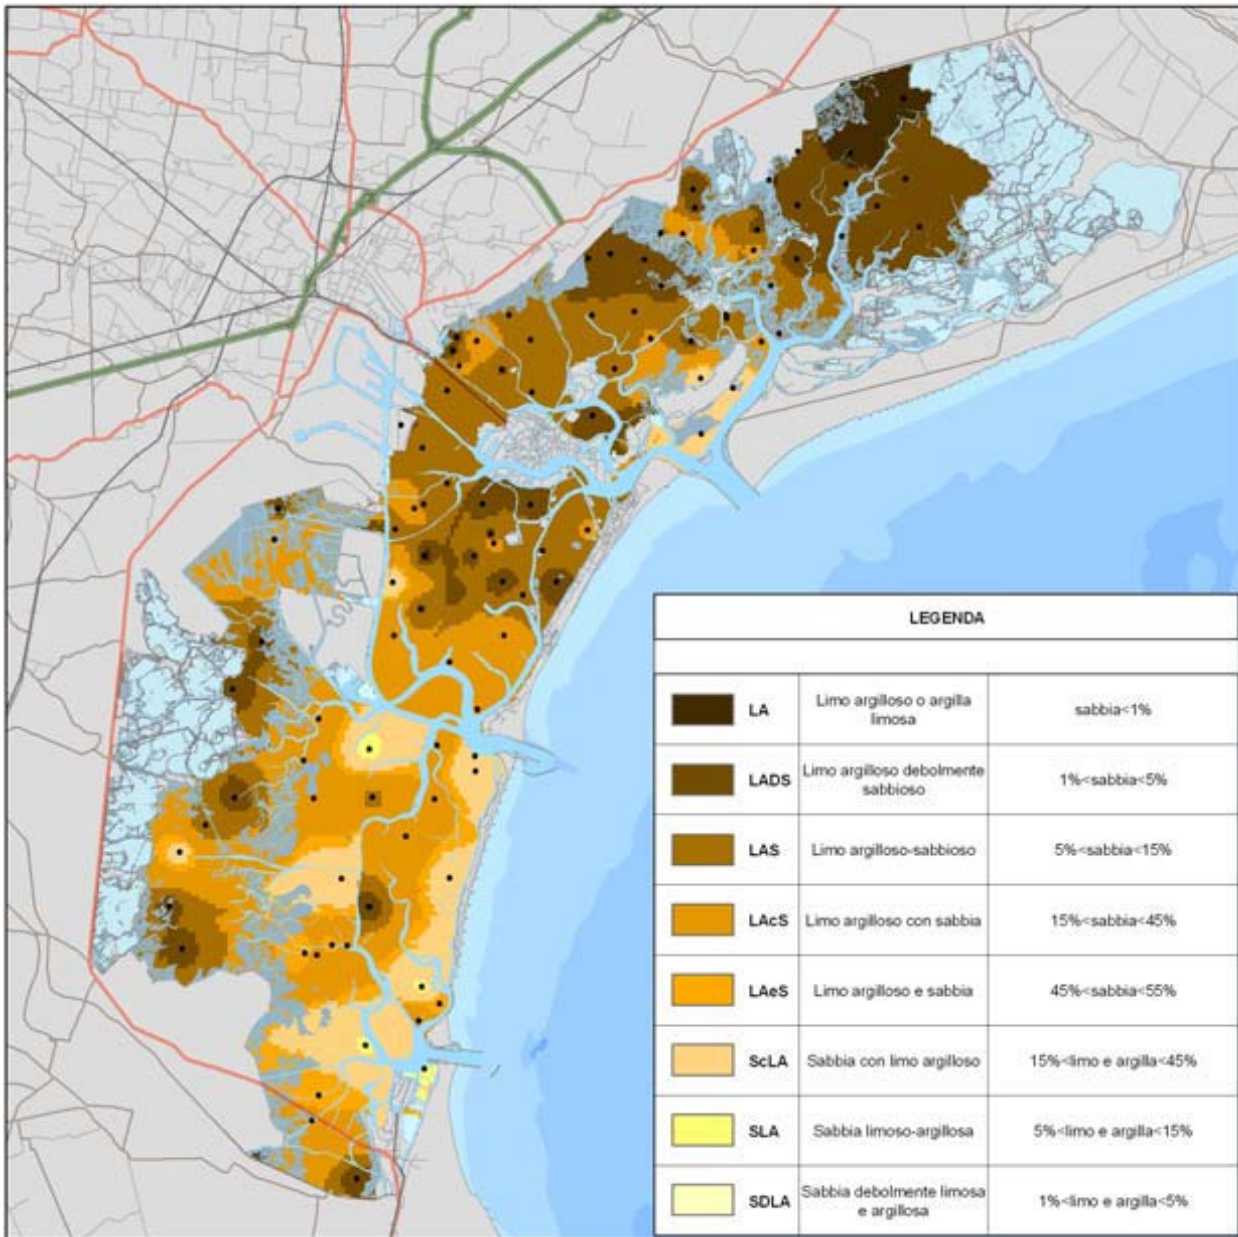 LEGENDA
LA
Limo argilloso o argilla
limosa
sabbia<1%
LADS
Limo argilloso debolmente
sabbioso
1%<sabbia<5%
LAS
Limo argilloso-sabbioso
5%<sabbia<15%
LAcS
Limo argilloso con sabbia
15%<sabbia<45%
LAeS
Limo argilloso e sabbia
45%<sabbia<55%
ScLA
Sabbia con limo argilloso
15%<limo e argilla<45%
SLA
Sabbia limoso-argillosa
5%<limo e argilla<15%
SDLA
Sabbia debolmente limosa
e argillosa
1%<limo e argilla<5%